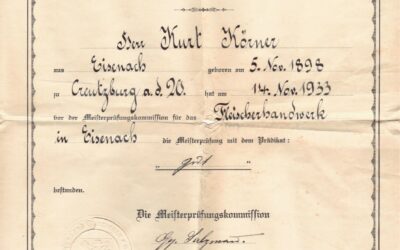 Herr Kurt Körner
aus Eisenach geboren am 5. Nov. 1898
zu Creutzburg a.d.W. hat am 14. Nov. 1933
vor der Meisterprüfungskommission für das Fleischerhandwerk
in Eisenach die Meisterprüfung mit dem Prädikat:
„gut"
bestanden.
Die Meisterprüfungskommission